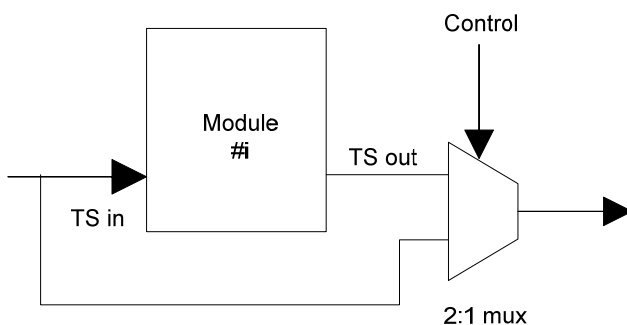 Control
Module
#i
TS out
TS in
2:1 mux